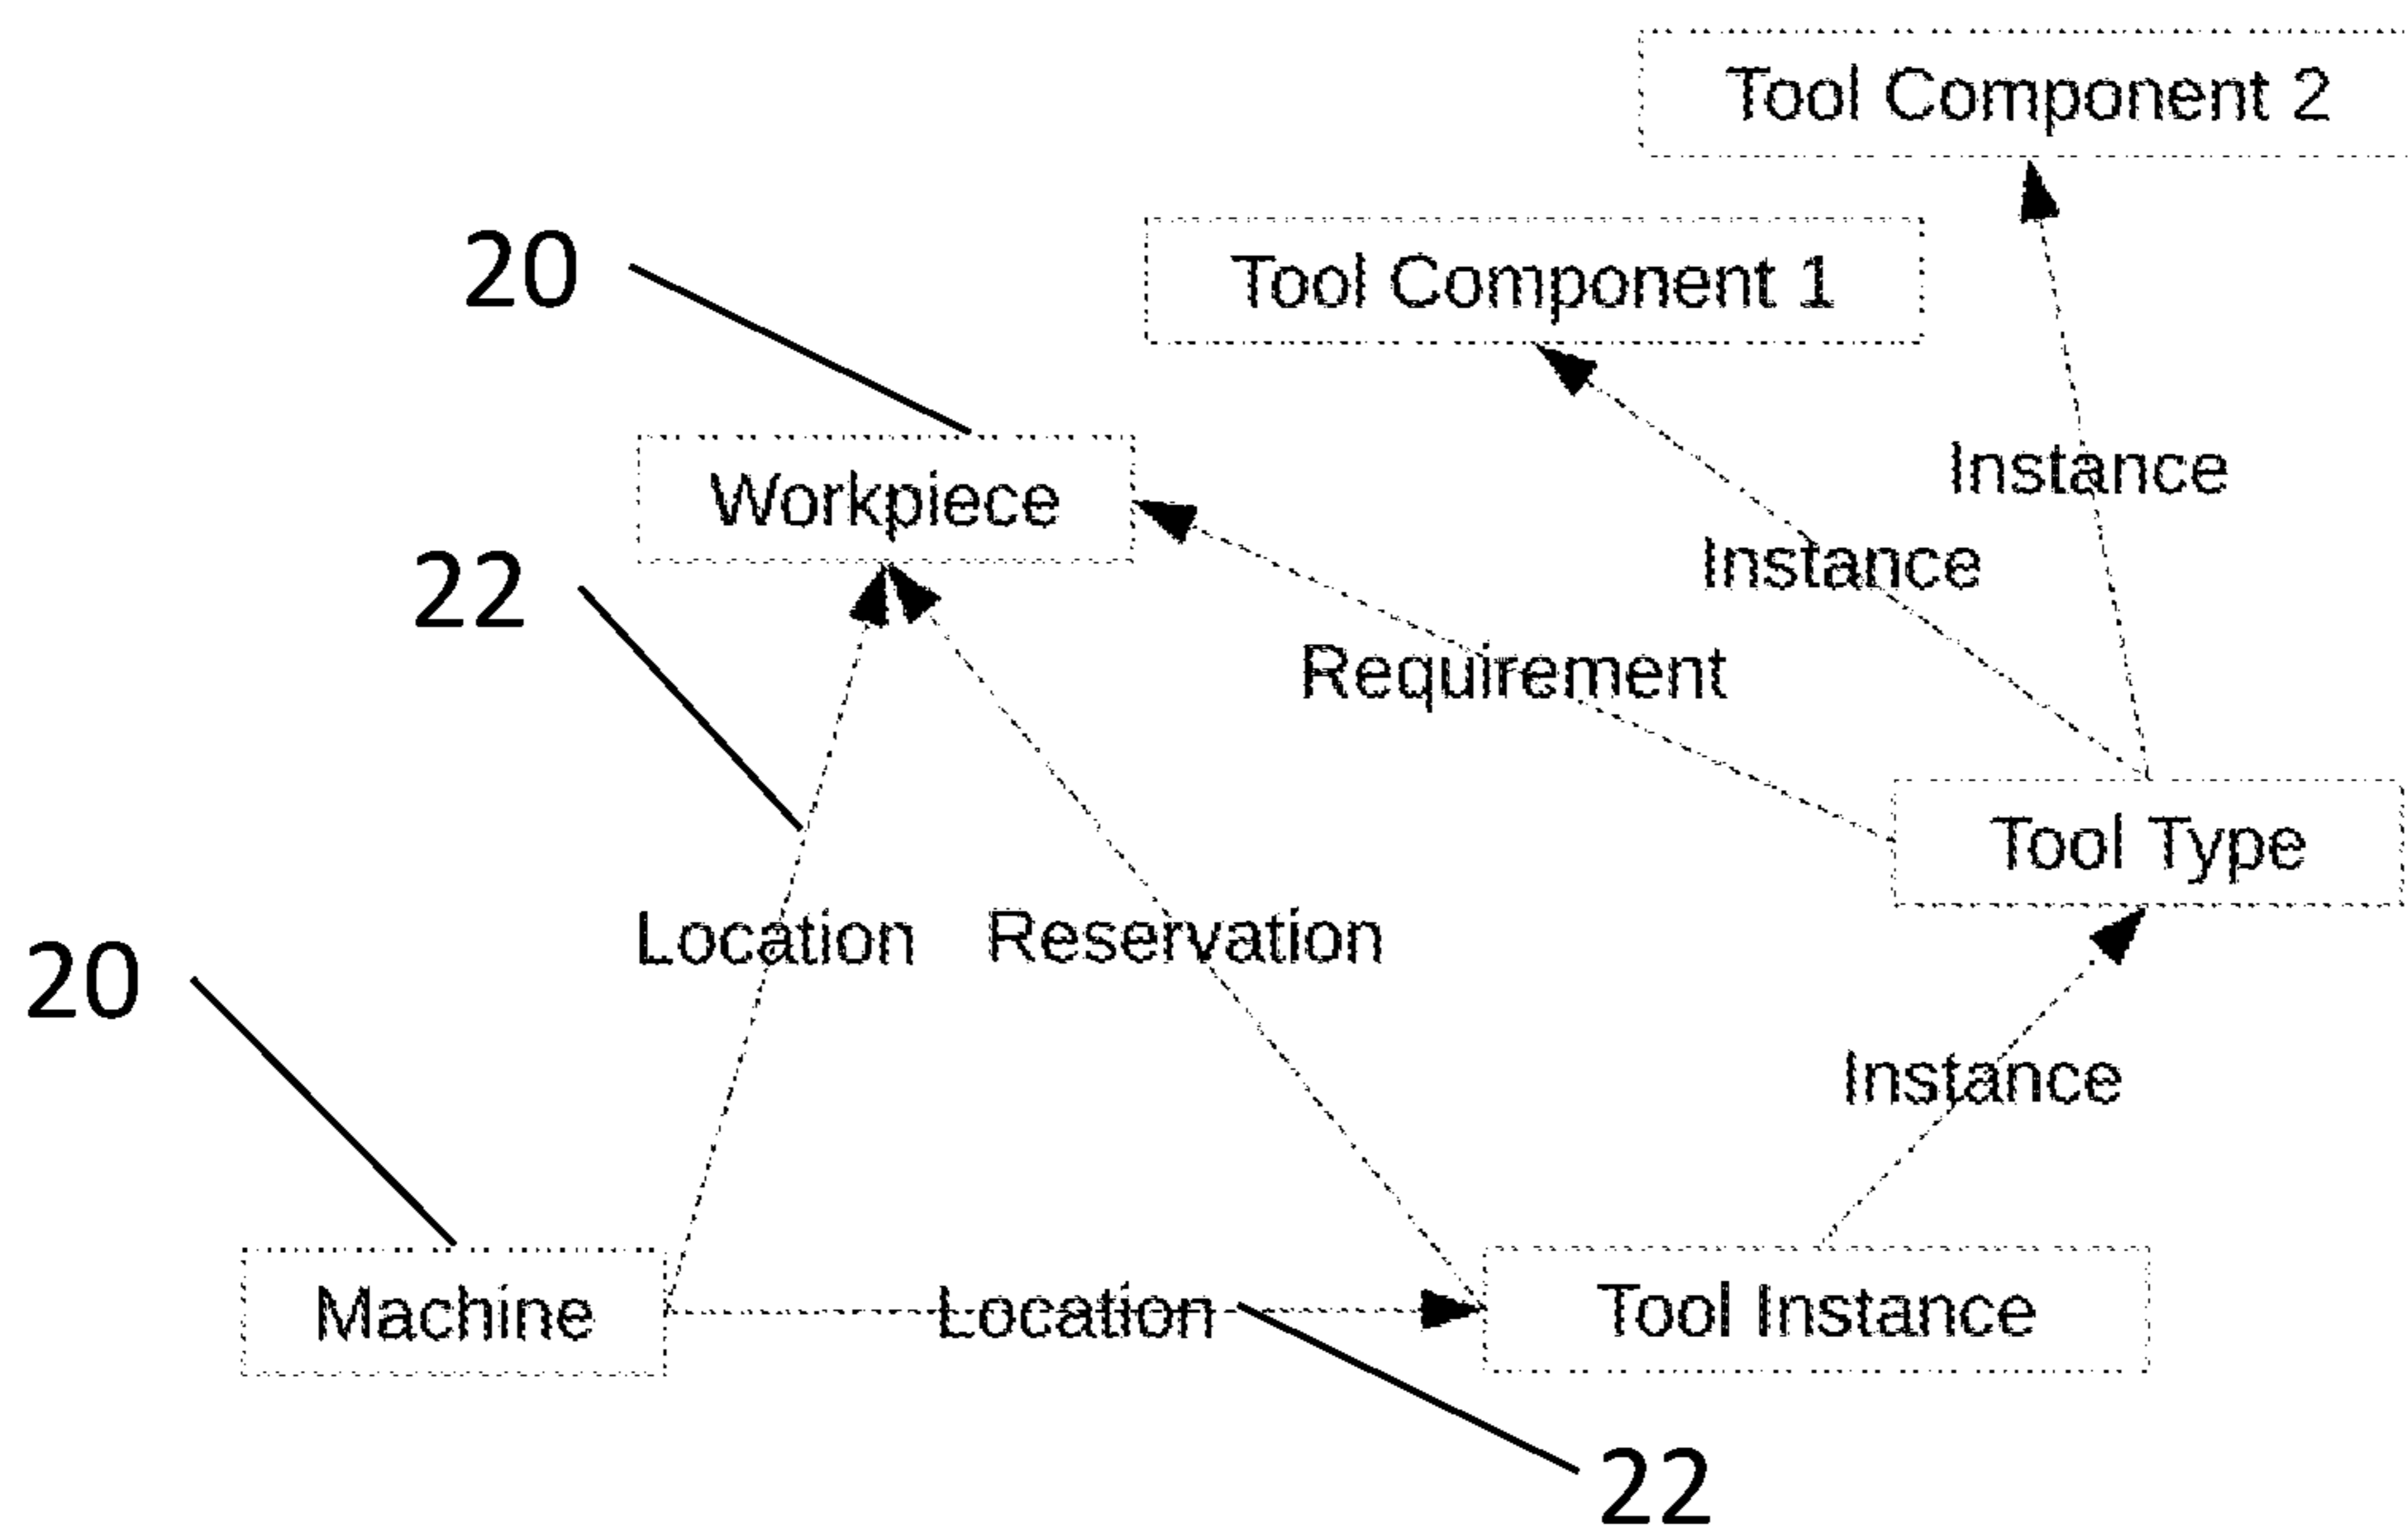 Tool Component 2
20
Tool Component 1
Workpiece
Instance
22
Instance
Requirement
Tool Type
Location
Reservation
20
Instance
Machine
Location
Tool Instance
22